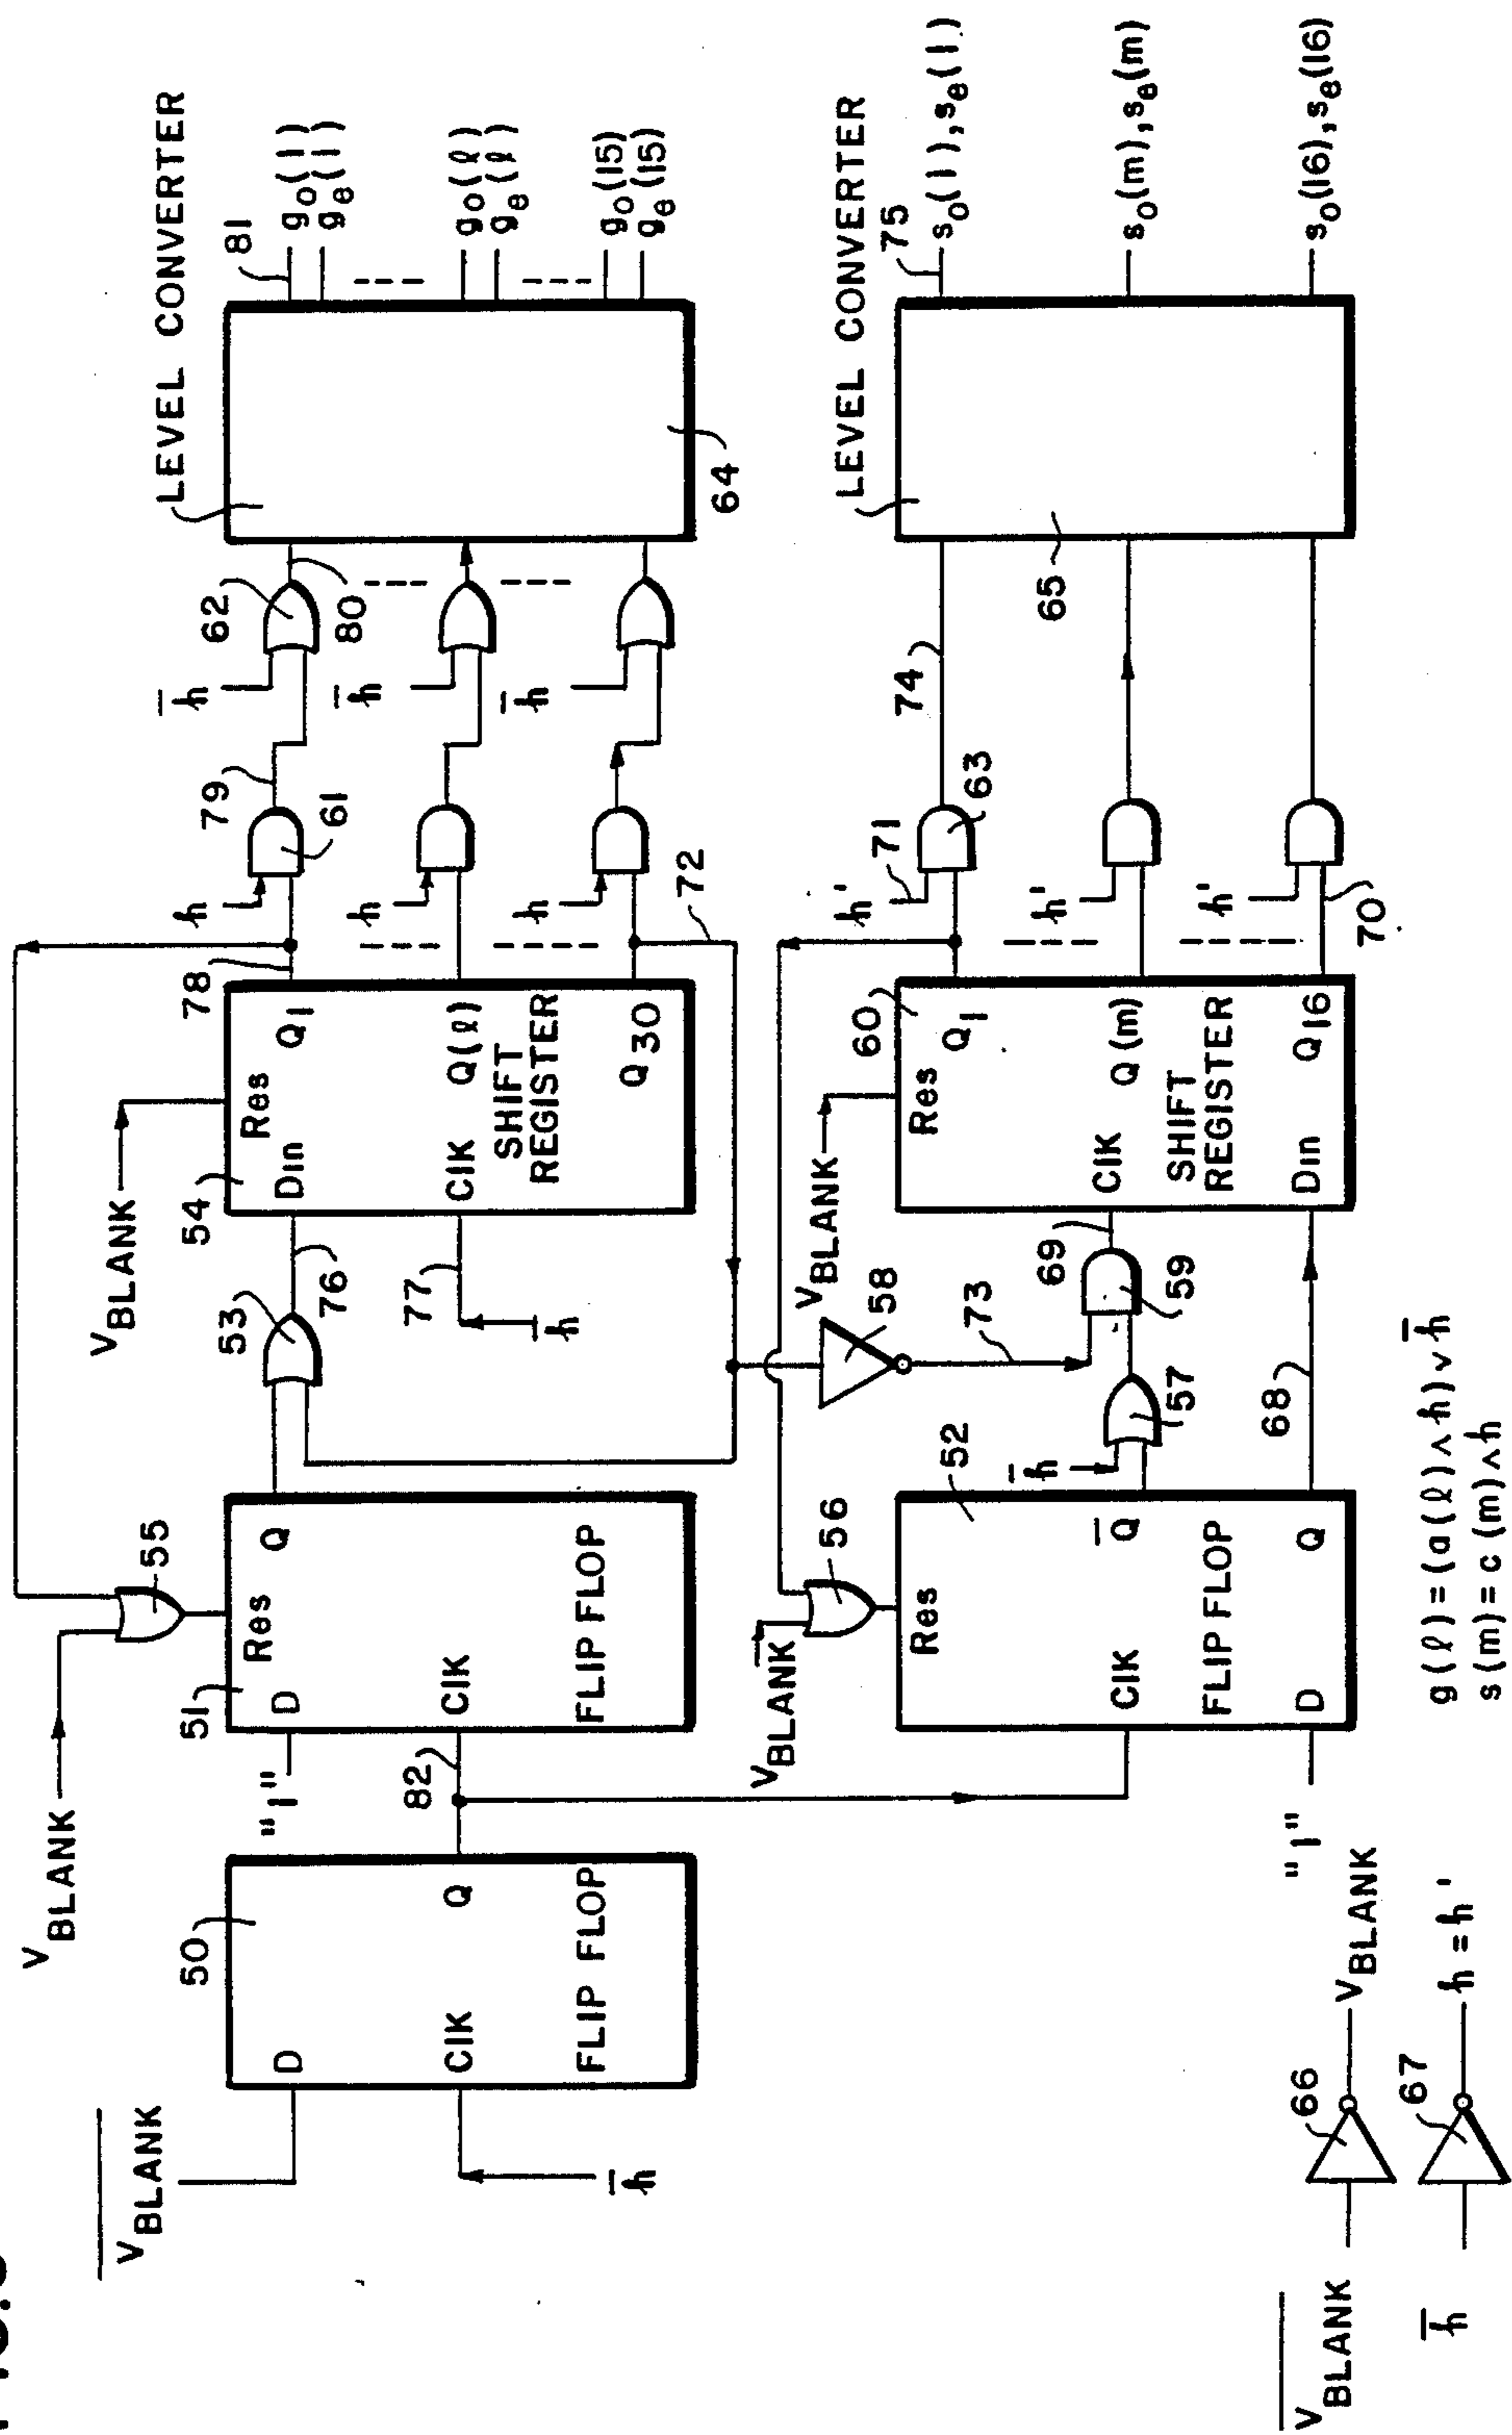 LEVEL CONVERTER
81
g₀(1)
gₑ(1)
g₀(ℓ)
gₑ(ℓ)
g₀(15)
gₑ(15)
64
62
80
h̅
h̅
h̅
79
61
h
h
h
72
78
54
Res
Din
Q1
CIK
Q(ℓ)
SHIFT
REGISTER
Q30
VBLANK
53
76
77
h̅
55
VBLANK
51
Res
D
Q
CIK
FLIP FLOP
"1"
82
50
D
Q
CIK
FLIP FLOP
V̅BLANK
h̅
LEVEL CONVERTER
75
s₀(1),sₑ(1)
s₀(m),sₑ(m)
s₀(16),sₑ(16)
65
74
63
71
h'
h'
h'
70
60
Res
Q1
CIK
Q(m)
SHIFT
REGISTER
Din
Q16
VBLANK
58
69
59
73
57
h̅
68
52
56
VBLANK
Res
CIK
Q̅
FLIP FLOP
D
Q
"1"
V̅BLANK
66
VBLANK
h̅
67
h=h'
g(ℓ)=(a(ℓ)∧h)∨h̅
s(m)=c(m)∧h